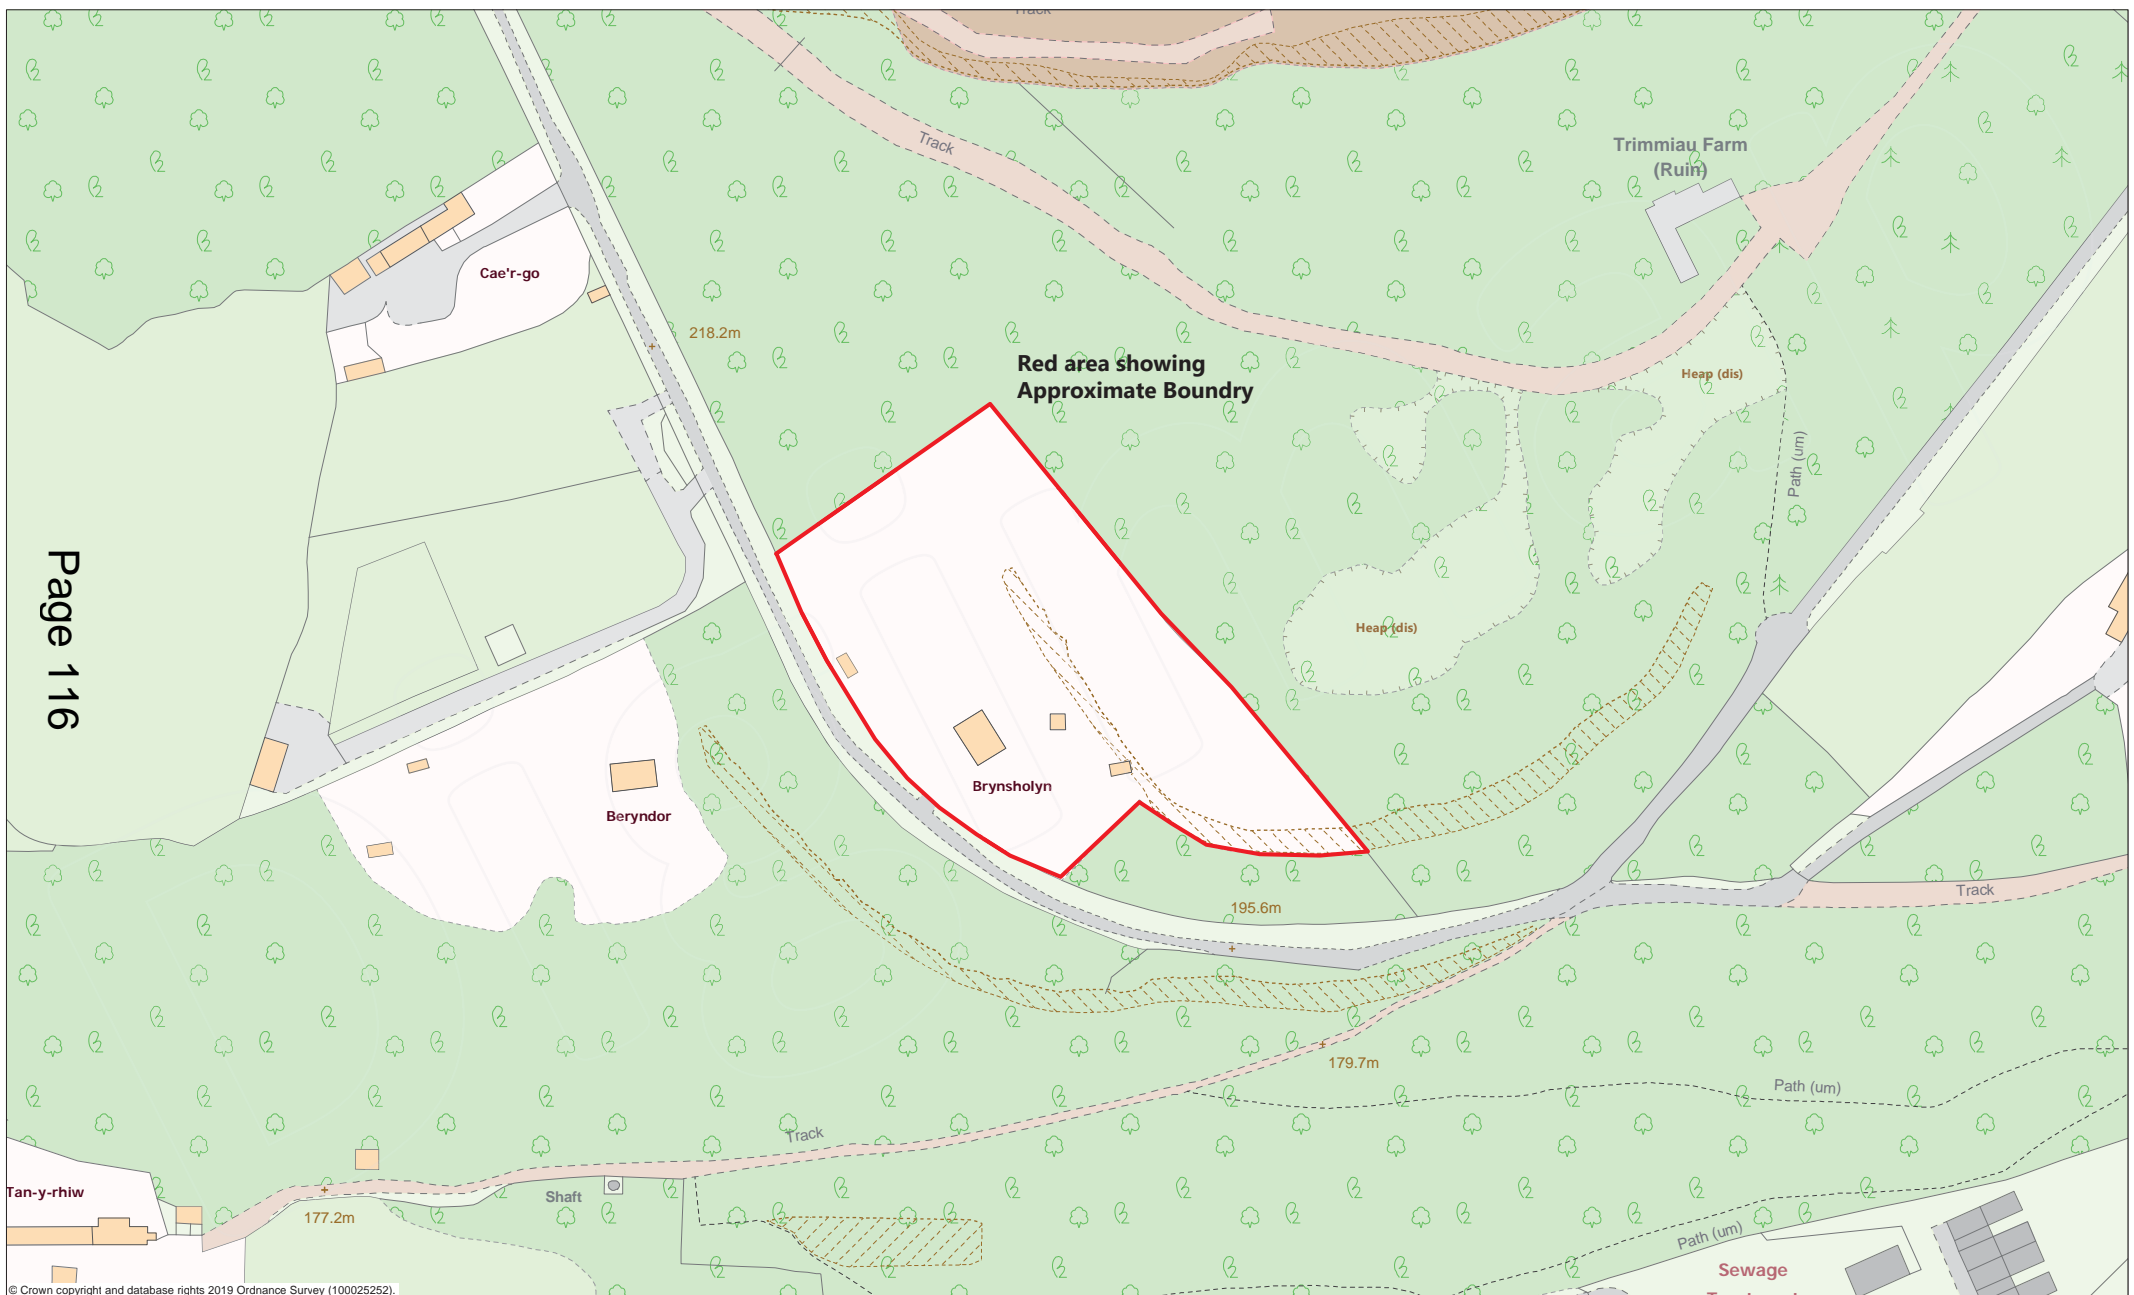 Track
Track
Trimmiau Farm
(Ruin)
Cae'r-go
218.2m
Red area showing
Approximate Boundry
Heap (dis)
Path (um)
Page 116
Heap (dis)
Brynsholyn
Beryndor
195.6m
Track
179.7m
Path (um)
Track
Tan-y-rhiw
Shaft
177.2m
Path (um)
Sewage
© Crown copyright and database rights 2019 Ordnance Survey (100025252).